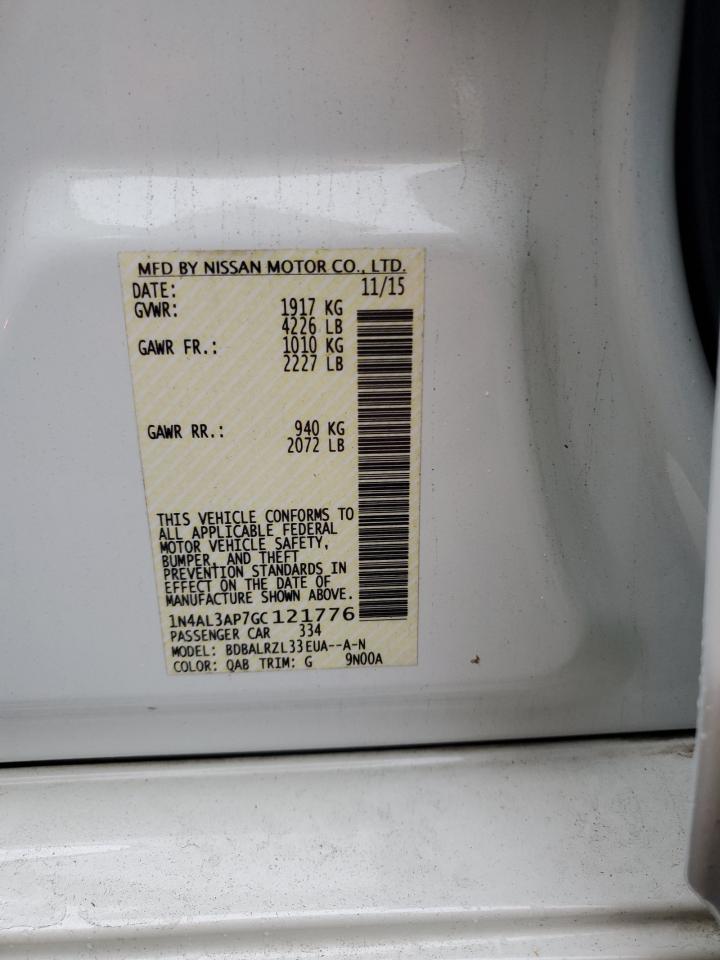 MFD BY NISSAN MOTOR CO., LTD.
DATE: 11/15
GVWR: 1917 KG
4226 LB
GAWR FR.: 1010 KG
2227 LB
GAWR RR.: 940 KG
2072 LB
THIS VEHICLE CONFORMS TO
ALL APPLICABLE FEDERAL
MOTOR VEHICLE SAFETY,
BUMPER, AND THEFT
PREVENTION STANDARDS IN
EFFECT ON THE DATE OF
MANUFACTURE SHOWN ABOVE.
1N4AL3AP7GC121776
PASSENGER CAR 334
MODEL: BDBALRZL33EUA--A-N
COLOR: QAB TRIM: G 9N00A